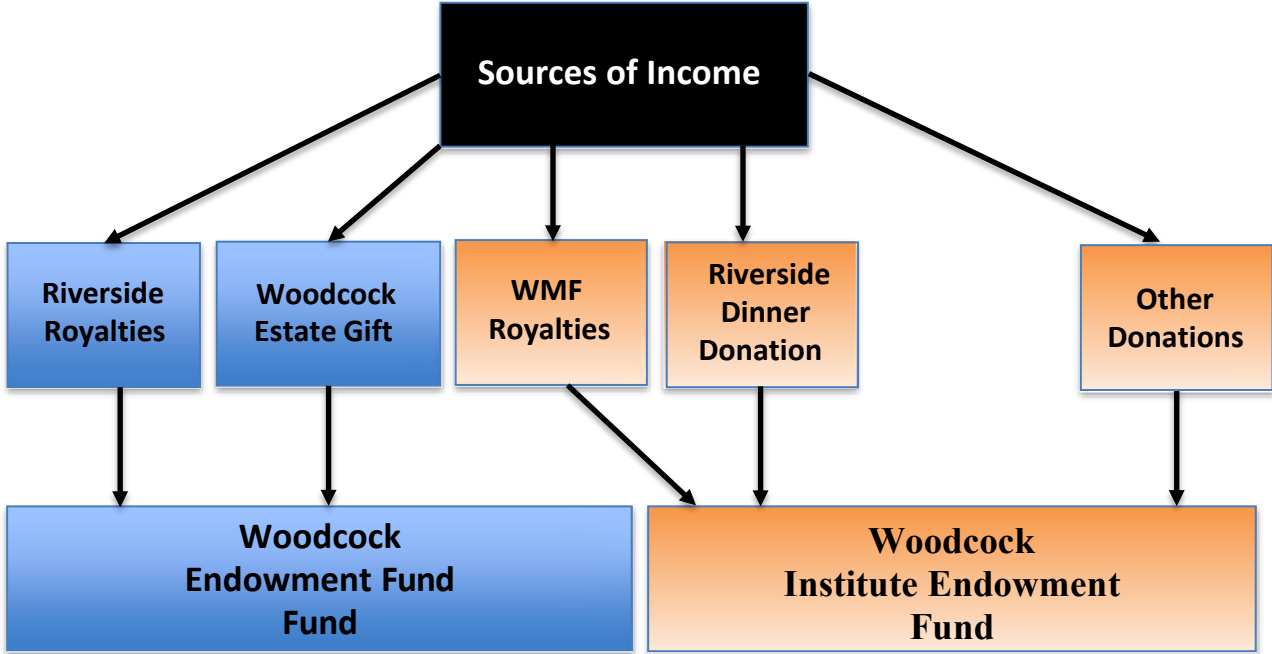 Sources of Income
Riverside
Royalties
Woodcock
Estate Gift
WMF
Royalties
Riverside
Dinner
Donation
Other
Donations
Woodcock
Endowment Fund
Fund
Woodcock
Institute Endowment
Fund